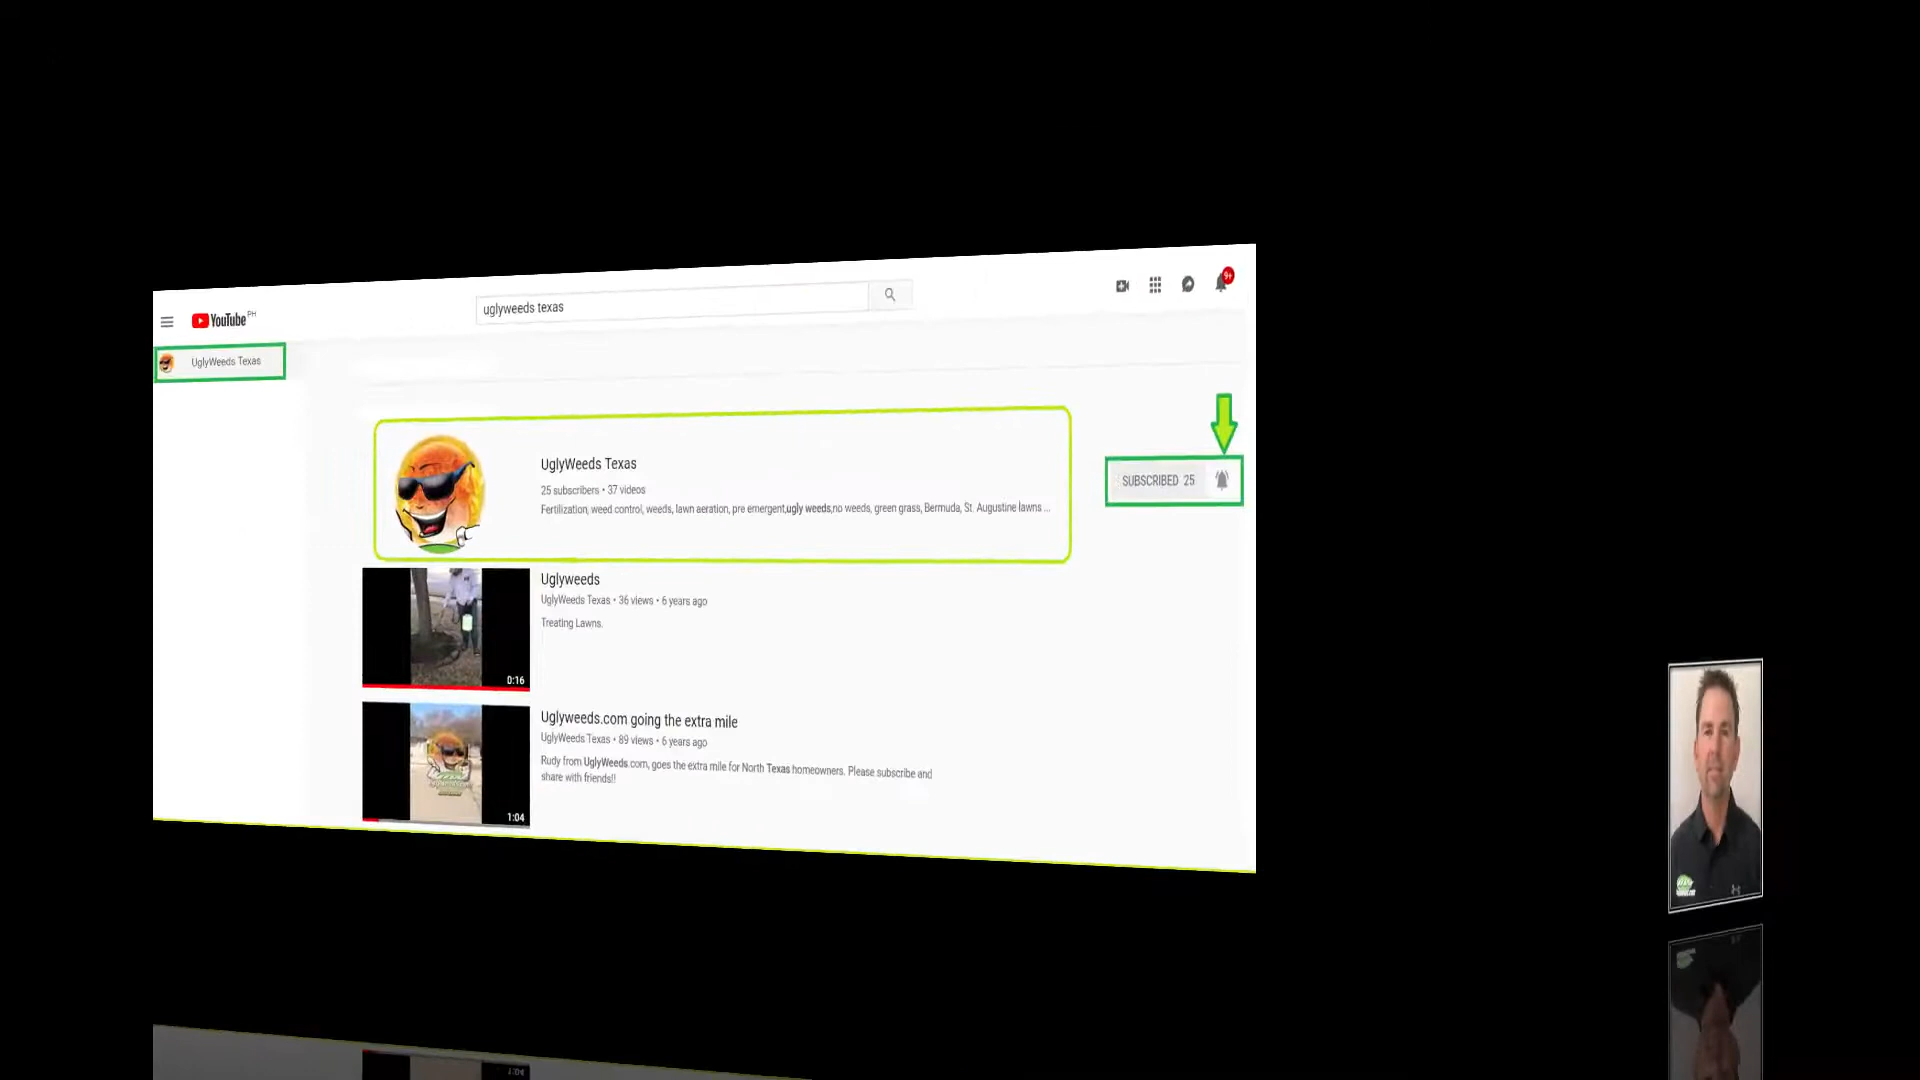 YouTube PH
uglyweeds texas
9+
UglyWeeds Texas
UglyWeeds Texas
25 subscribers • 37 videos
Fertilization, weed control, weeds, lawn aeration, pre emergent,ugly weeds,no weeds, green grass, Bermuda, St. Augustine lawns ...
SUBSCRIBED 25
Uglyweeds
UglyWeeds Texas • 36 views • 6 years ago
Treating Lawns.
0:16
Uglyweeds.com going the extra mile
UglyWeeds Texas • 89 views • 6 years ago
Rudy from UglyWeeds.com, goes the extra mile for North Texas homeowners. Please subscribe and
share with friends!!
1:04